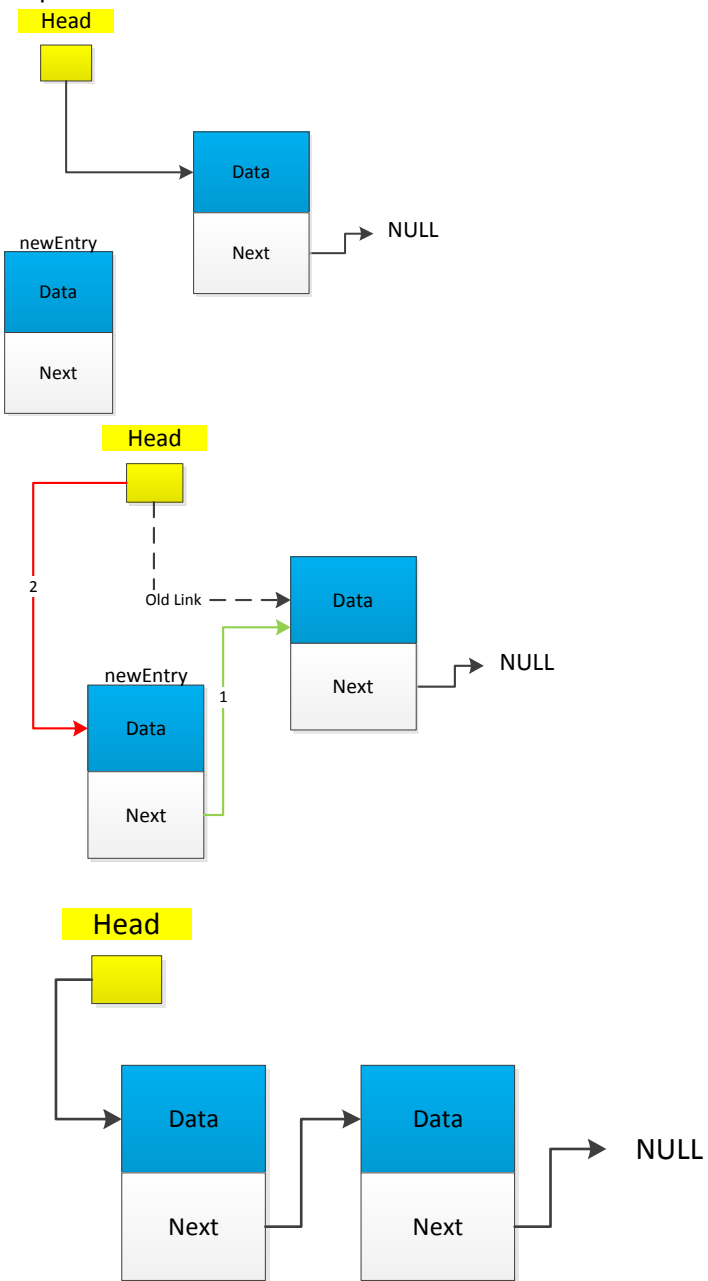 Head
Data
Next
NULL
newEntry
Data
Next
Head
2
Old Link
Data
Next
NULL
newEntry
1
Data
Next
Head
Data
Data
NULL
Next
Next